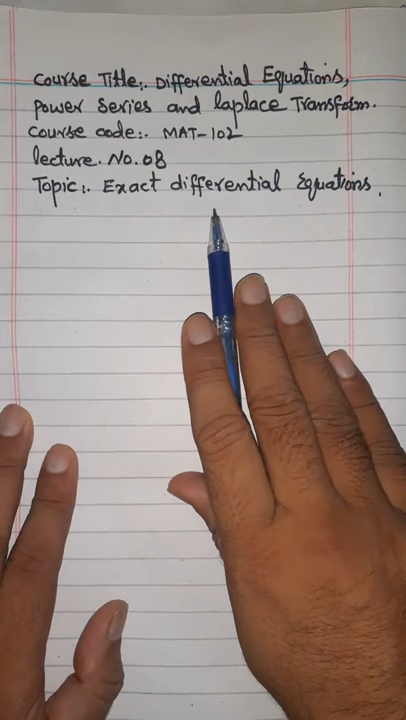 Course Title:. Differential Equations,
power series and laplace Transform.
Course code:. MAT-102
lecture. No. 08
Topic:. Exact differential Equations.